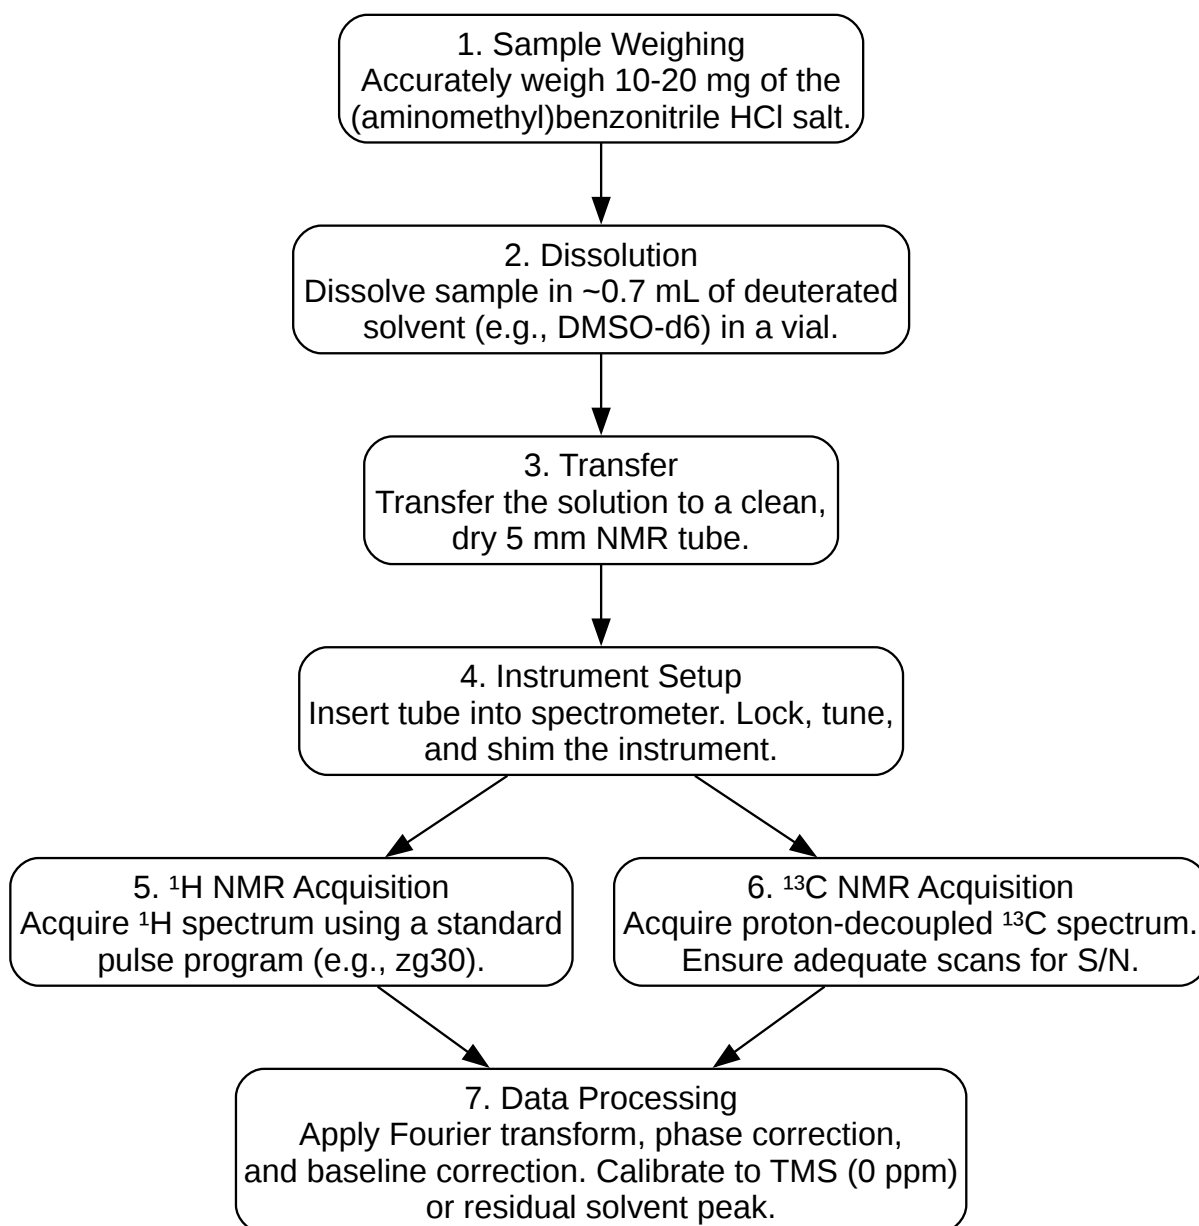 1. Sample Weighing
Accurately weigh 10-20 mg of the
(aminomethyl)benzonitrile HCl salt.
2. Dissolution
Dissolve sample in ~0.7 mL of deuterated
solvent (e.g., DMSO-d6) in a vial.
3. Transfer
Transfer the solution to a clean,
dry 5 mm NMR tube.
4. Instrument Setup
Insert tube into spectrometer. Lock, tune,
and shim the instrument.
5. ¹H NMR Acquisition
Acquire ¹H spectrum using a standard
pulse program (e.g., zg30).
6. ¹³C NMR Acquisition
Acquire proton-decoupled ¹³C spectrum.
Ensure adequate scans for S/N.
7. Data Processing
Apply Fourier transform, phase correction,
and baseline correction. Calibrate to TMS (0 ppm)
or residual solvent peak.